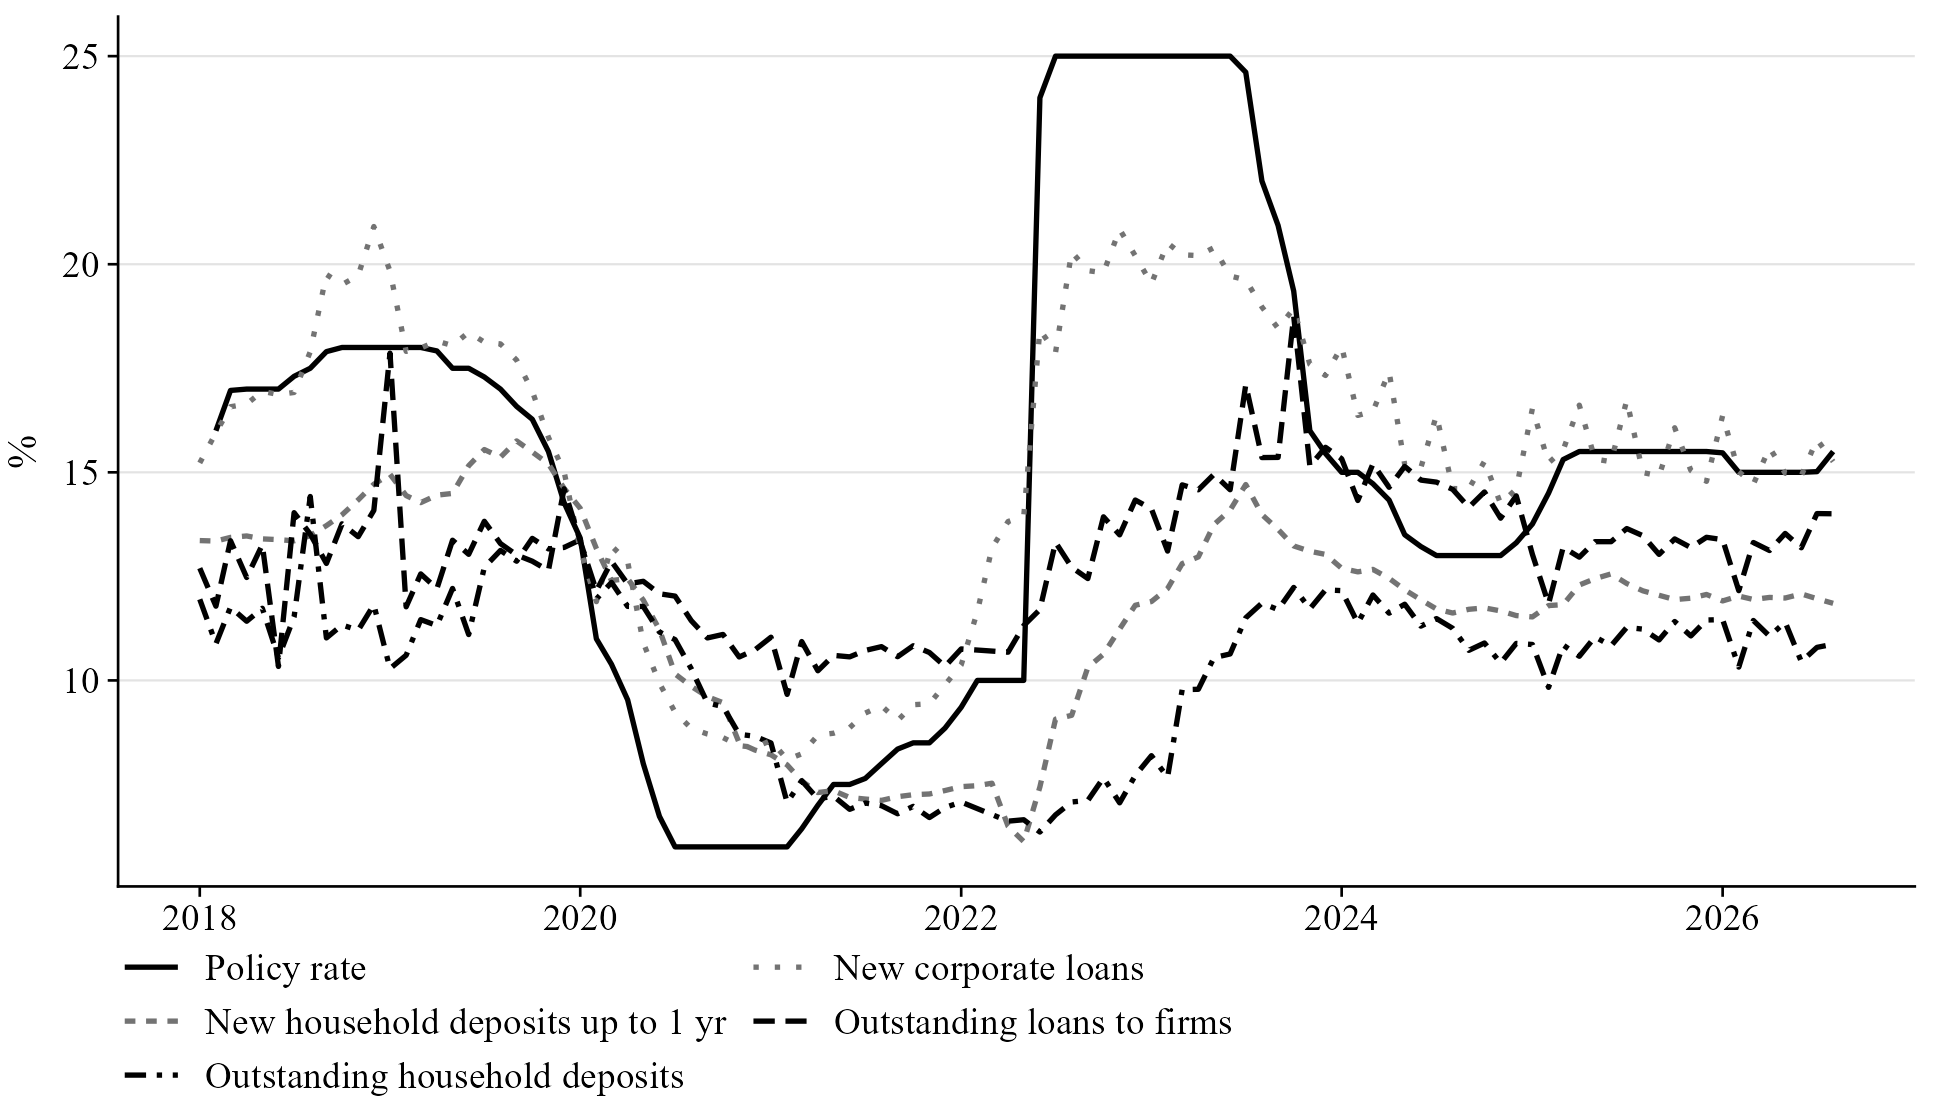 25
20
15
10
%
2018 2020 2022 2024 2026
Policy rate New corporate loans
New household deposits up to 1 yr Outstanding loans to firms
Outstanding household deposits